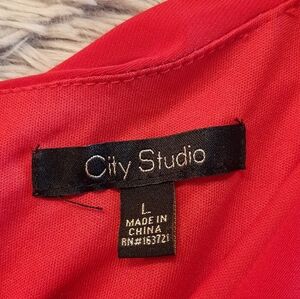 City Studio
L
MADE IN
CHINA
RN#163721